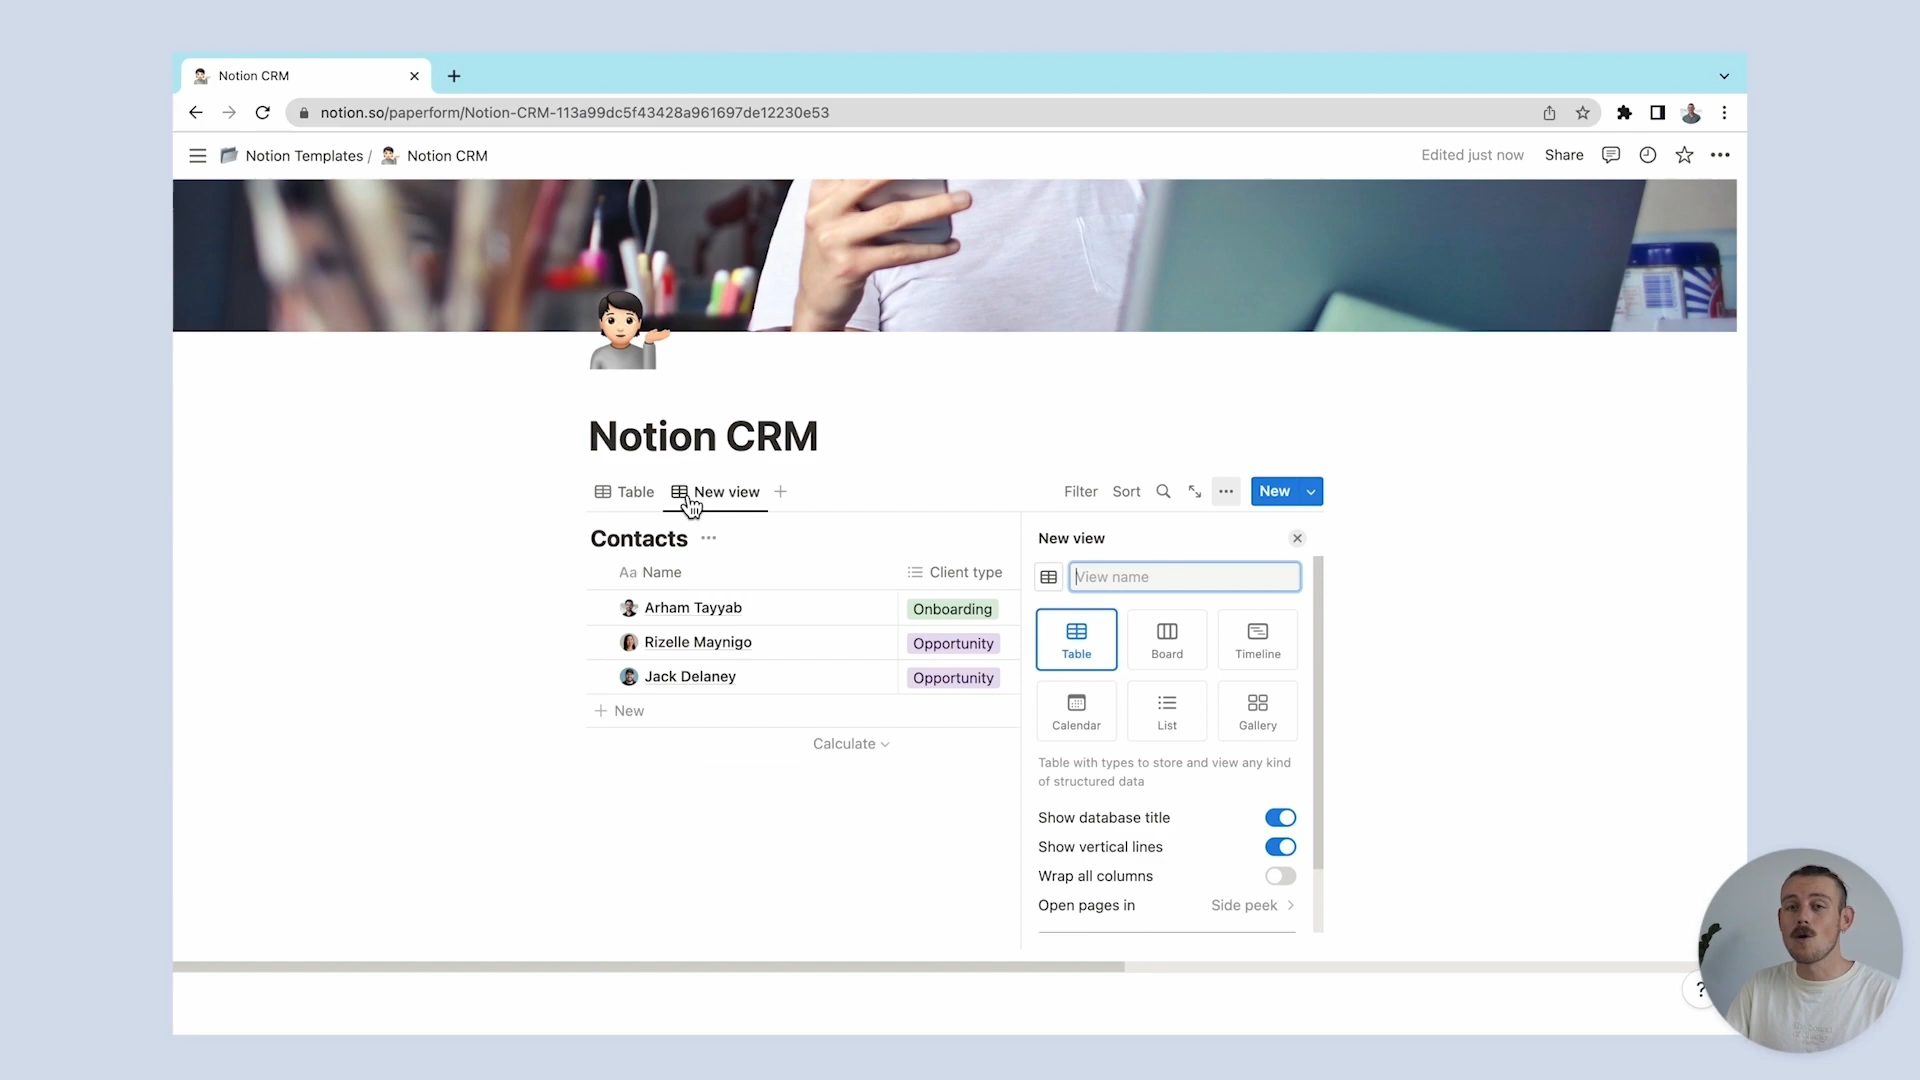 Notion CRM
notion.so/paperform/Notion-CRM-113a99dc5f43428a961697de12230e53
Notion Templates / Notion CRM
Edited just now Share
Notion CRM
Table New view
Filter Sort New
Contacts
New view
View name
Aa Name
Client type
Arham Tayyab Onboarding
Rizelle Maynigo Opportunity
Jack Delaney Opportunity
New
Calculate
Table Board Timeline
Calendar List Gallery
Table with types to store and view any kind
of structured data
Show database title
Show vertical lines
Wrap all columns
Open pages in Side peek
?